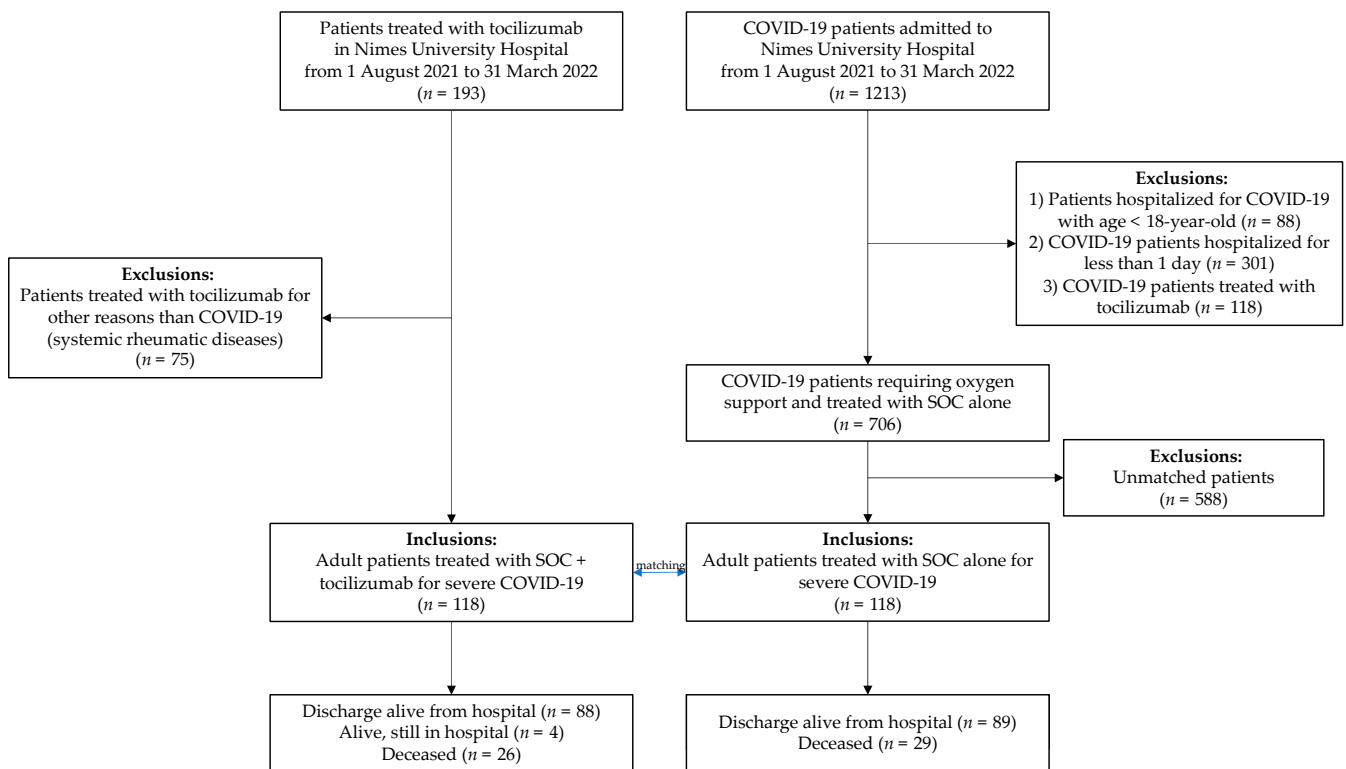 Patients treated with tocilizumab
in Nimes University Hospital
from 1 August 2021 to 31 March 2022
(n = 193)
COVID-19 patients admitted to
Nimes University Hospital
from 1 August 2021 to 31 March 2022
(n = 1213)
Exclusions:
1) Patients hospitalized for COVID-19
with age < 18-year-old (n = 88)
2) COVID-19 patients hospitalized for
less than 1 day (n = 301)
3) COVID-19 patients treated with
tocilizumab (n = 118)
Exclusions:
Patients treated with tocilizumab for
other reasons than COVID-19
(systemic rheumatic diseases)
(n = 75)
COVID-19 patients requiring oxygen
support and treated with SOC alone
(n = 706)
Exclusions:
Unmatched patients
(n = 588)
Inclusions:
Adult patients treated with SOC +
tocilizumab for severe COVID-19
(n = 118)
matching
Inclusions:
Adult patients treated with SOC alone for
severe COVID-19
(n = 118)
Discharge alive from hospital (n = 88)
Alive, still in hospital (n = 4)
Deceased (n = 26)
Discharge alive from hospital (n = 89)
Deceased (n = 29)